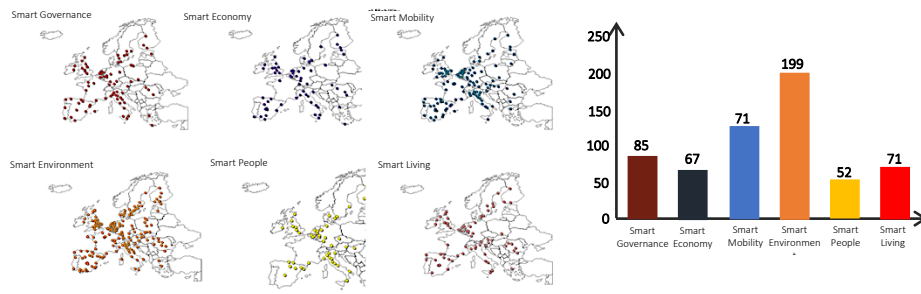 Smart Governance
Smart Economy
Smart Mobility
Smart Environment
Smart People
Smart Living
250
200
150
100
50
0
85
67
71
199
52
71
Smart
Governance
Smart
Economy
Smart
Mobility
Smart
Environmen
Smart
People
Smart
Living